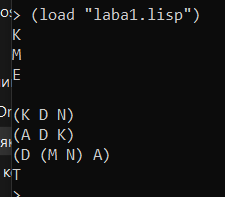 > (load "laba1.lisp")
K
M
E
(K D N)
(A D K)
(D (M N) A)
T
>